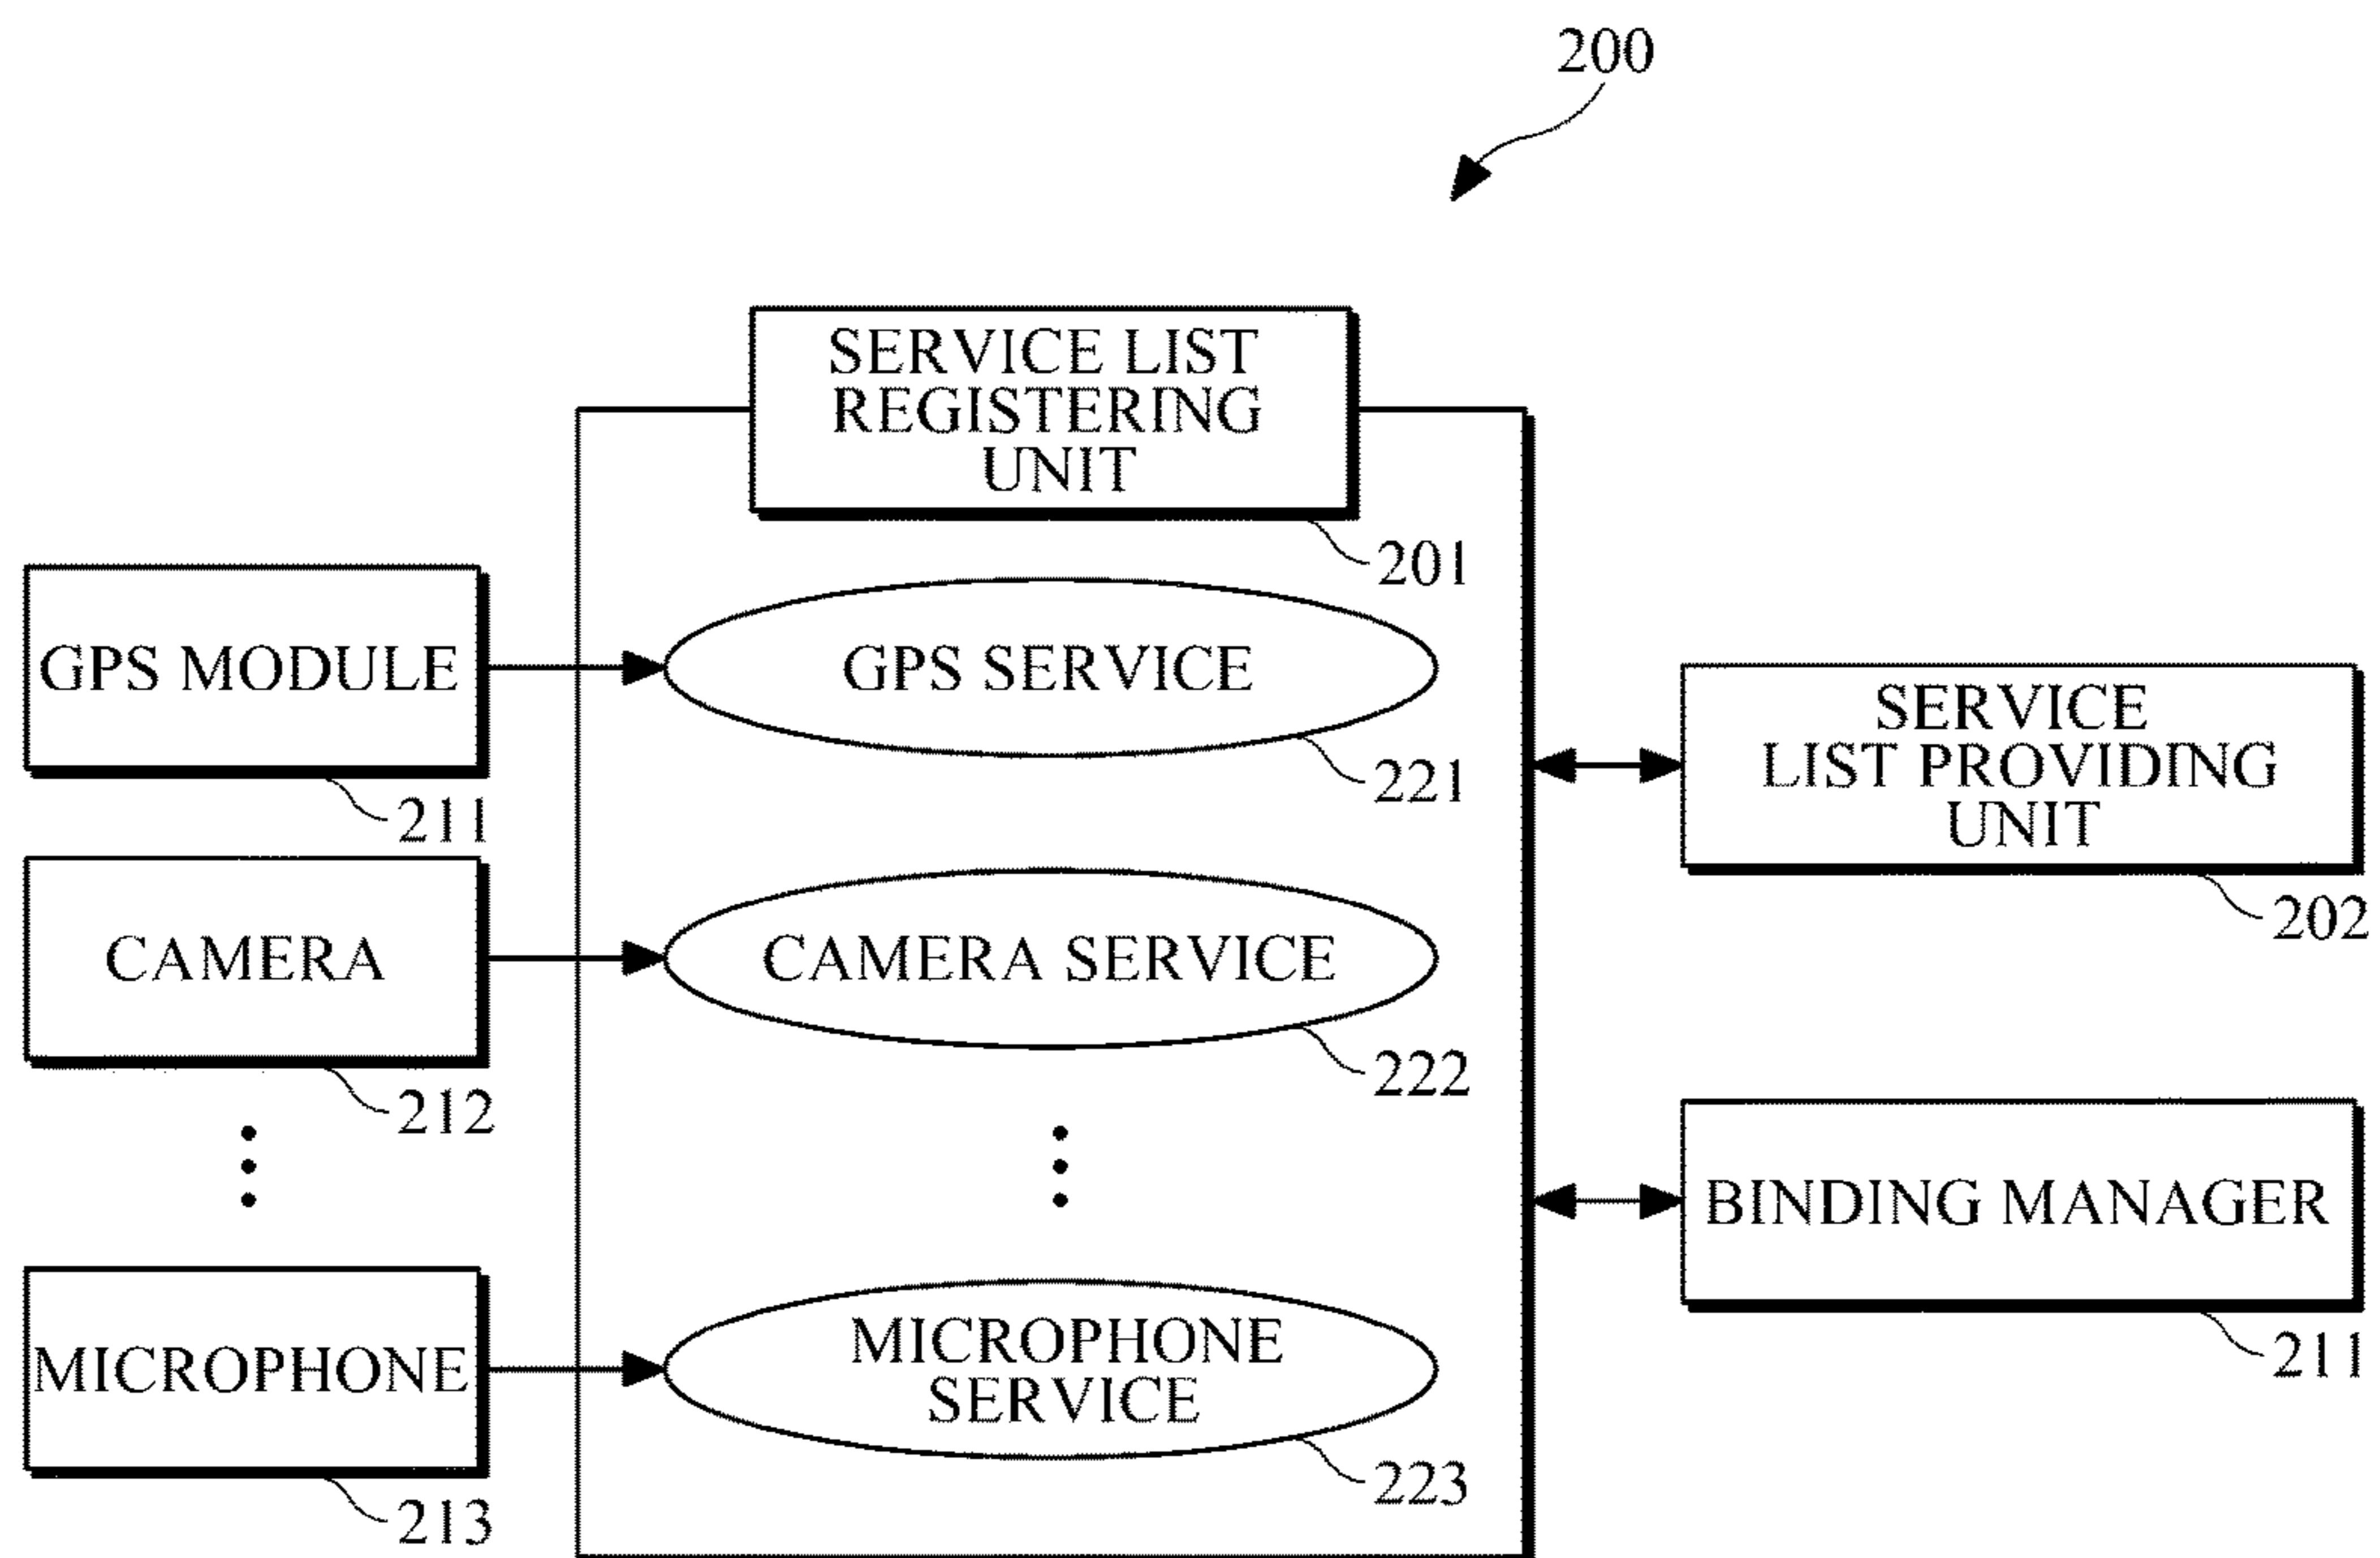 200
SERVICE LIST
REGISTERING
UNIT
201
GPS MODULE
211
GPS SERVICE
221
SERVICE
LIST PROVIDING
UNIT
202
CAMERA
212
CAMERA SERVICE
222
BINDING MANAGER
211
MICROPHONE
213
MICROPHONE
SERVICE
223